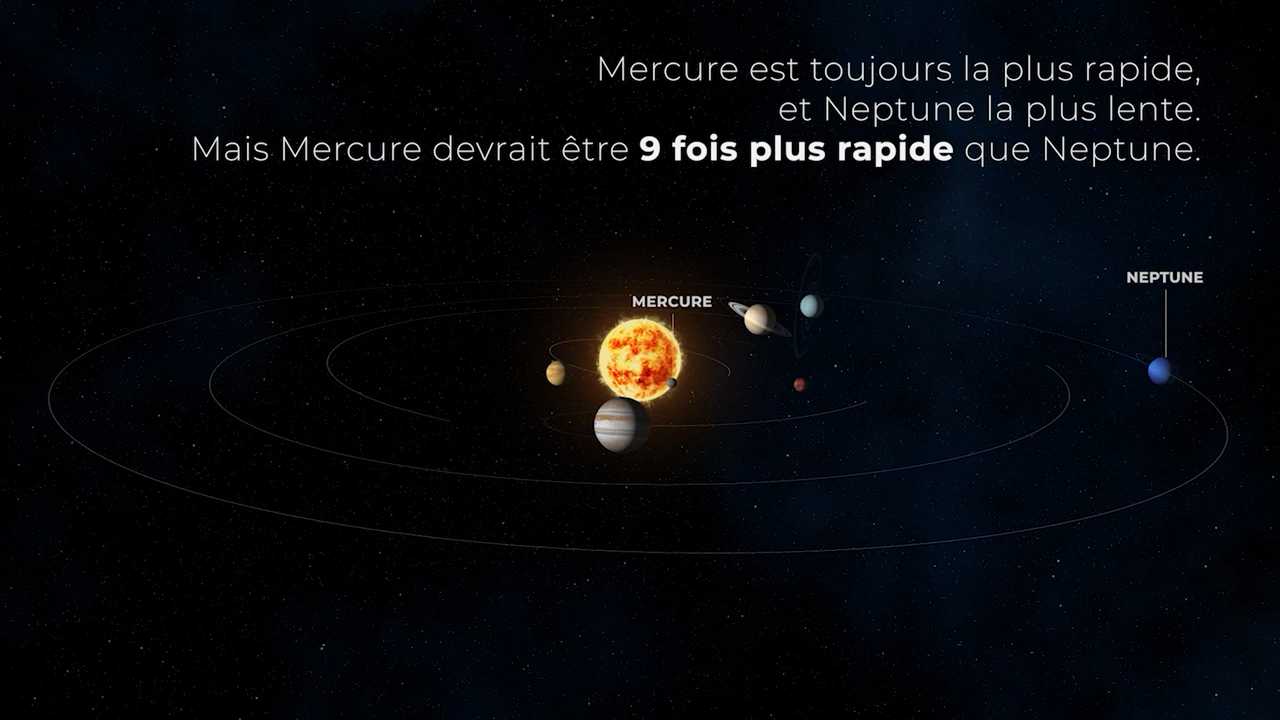 Mercure est toujours la plus rapide,
et Neptune la plus lente.
Mais Mercure devrait être 9 fois plus rapide que Neptune.
NEPTUNE
MERCURE